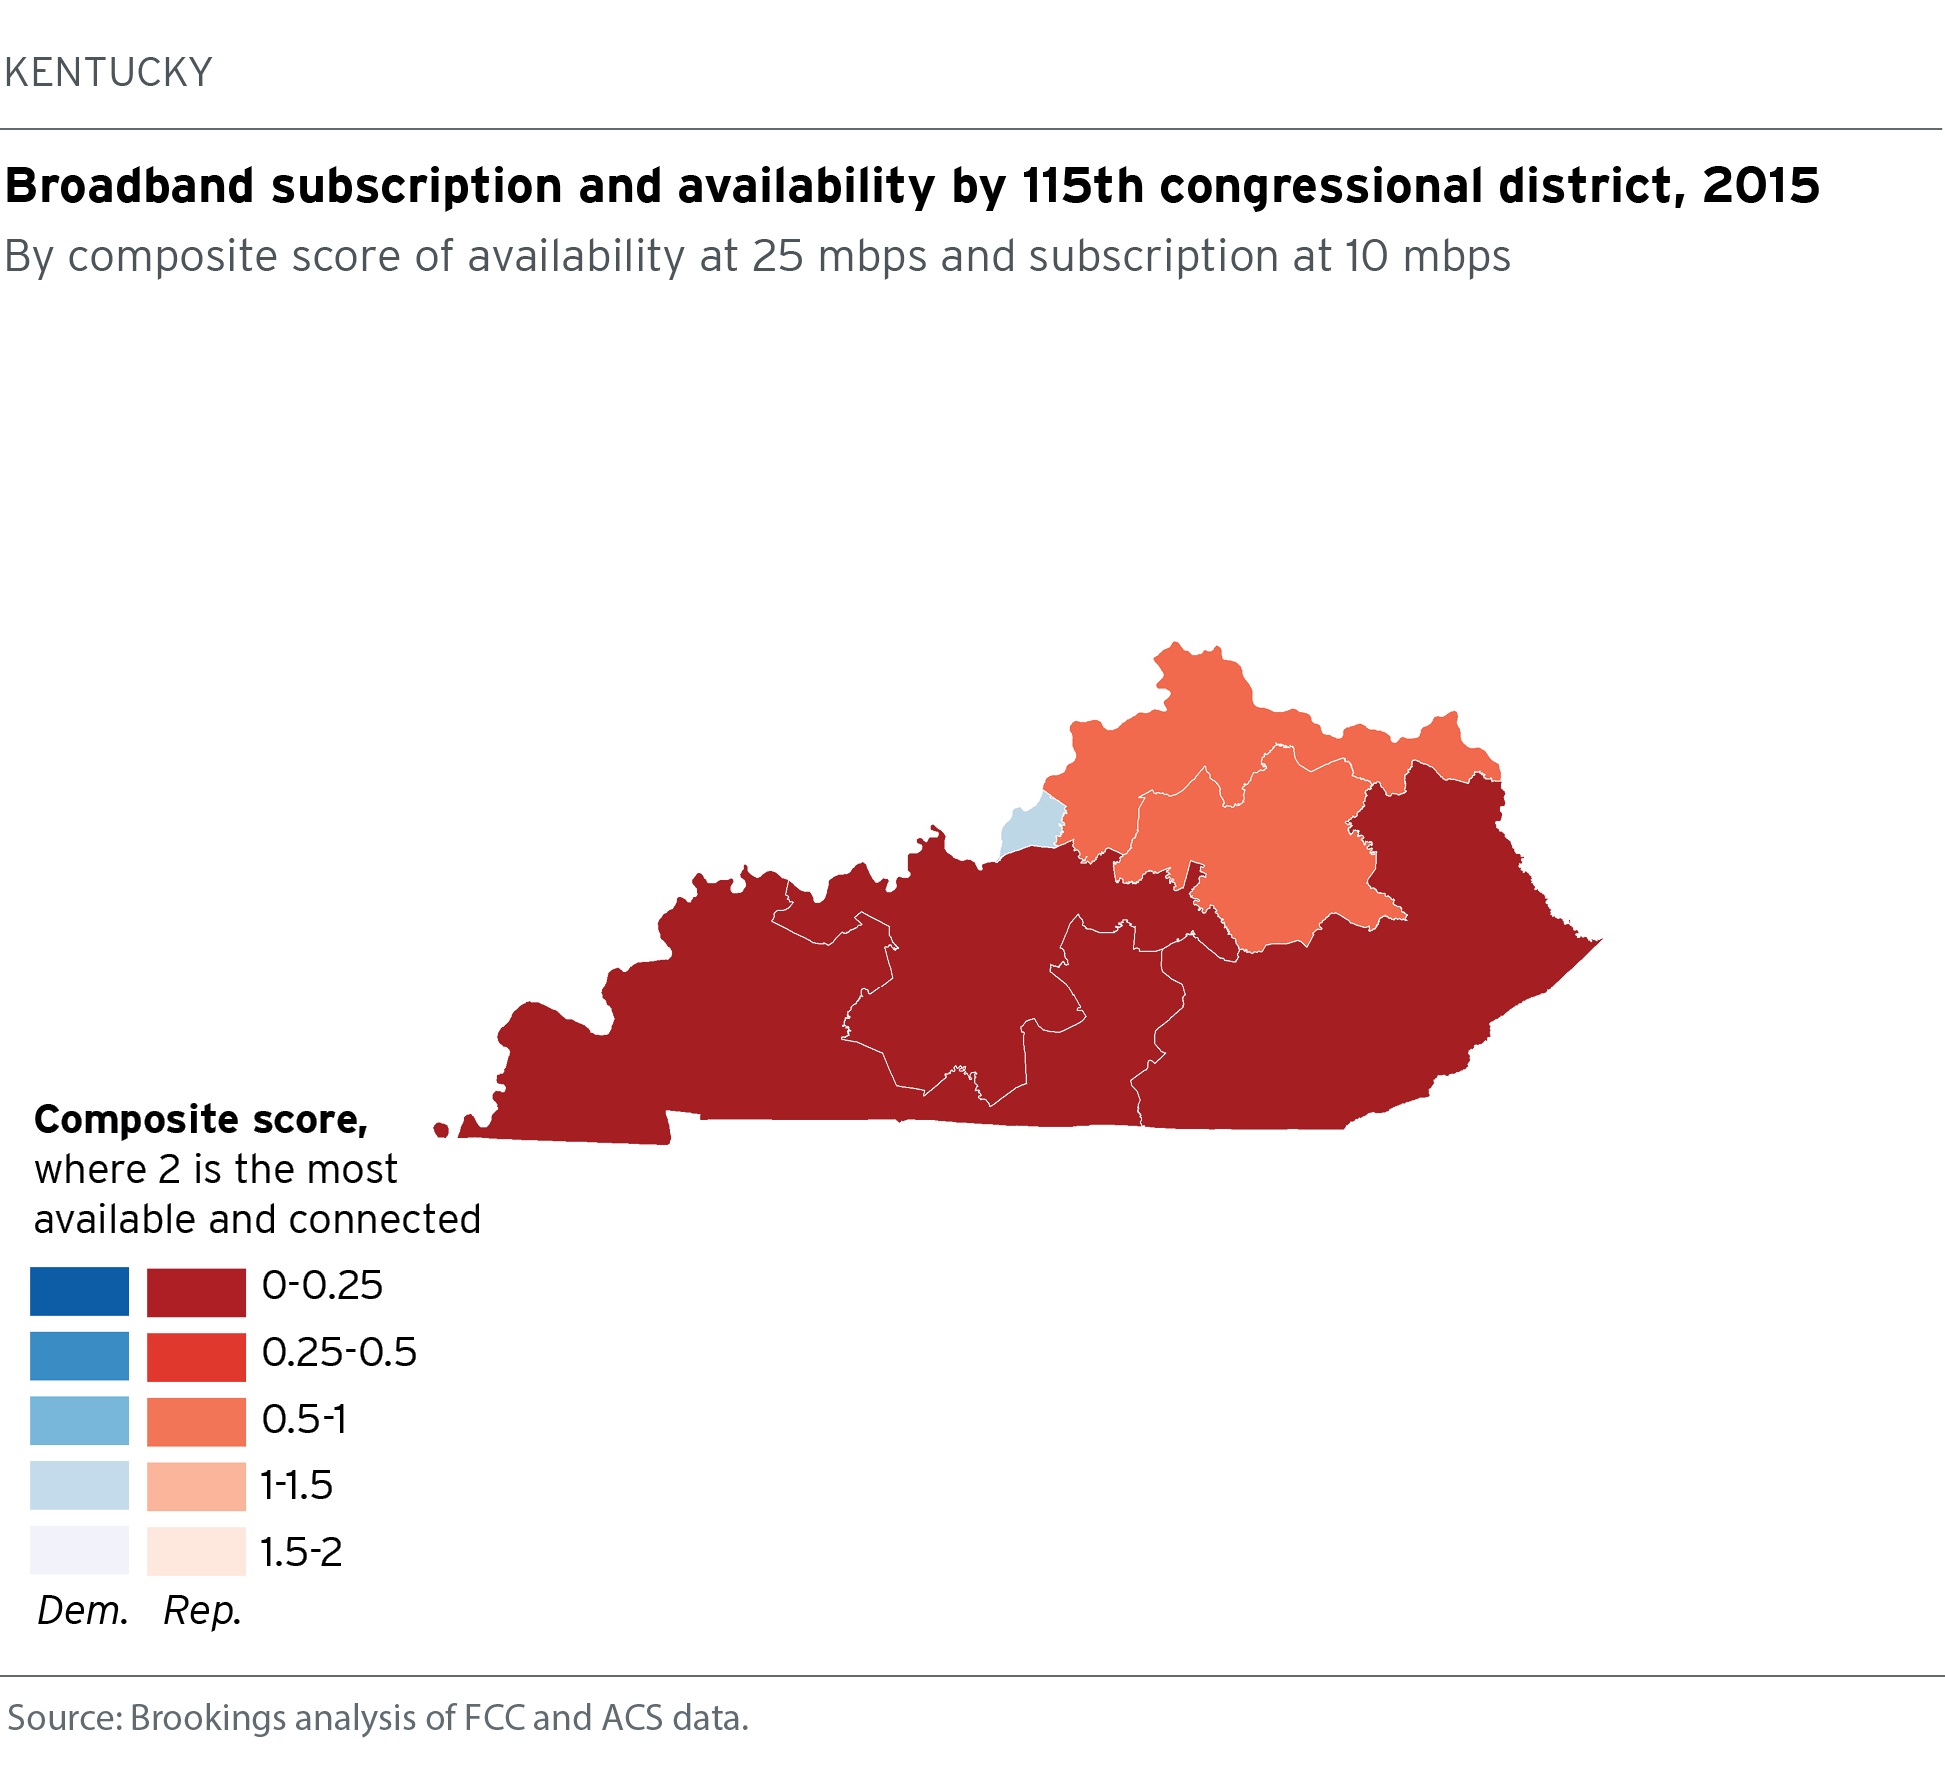 KENTUCKY
Broadband subscription and availability by 115th congressional district, 2015
By composite score of availability at 25 mbps and subscription at 10 mbps
Composite score,
where 2 is the most
available and connected
0-0.25
0.25-0.5
0.5-1
1-1.5
1.5-2
Dem. Rep.
Source: Brookings analysis of FCC and ACS data.